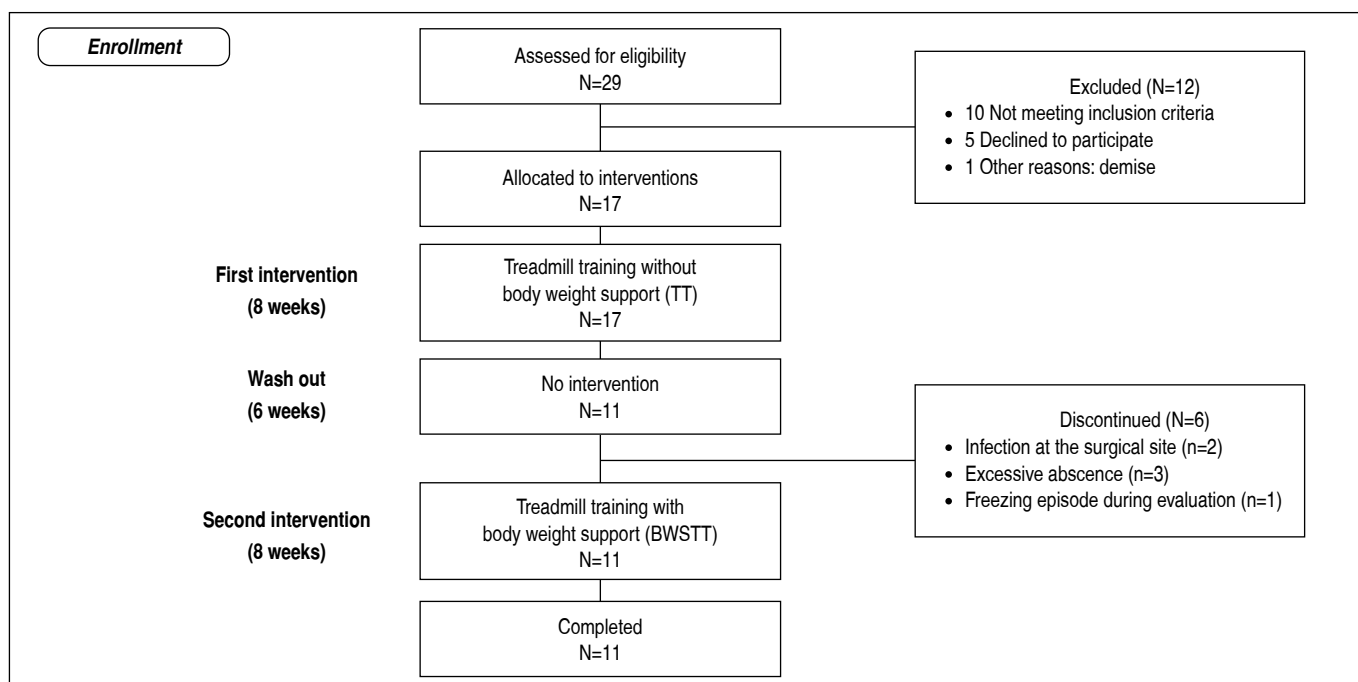 Enrollment
Assessed for eligibility
N=29
Excluded (N=12)
• 10 Not meeting inclusion criteria
• 5 Declined to participate
• 1 Other reasons: demise
Allocated to interventions
N=17
First intervention
(8 weeks)
Treadmill training without
body weight support (TT)
N=17
Wash out
(6 weeks)
No intervention
N=11
Discontinued (N=6)
• Infection at the surgical site (n=2)
• Excessive abscence (n=3)
• Freezing episode during evaluation (n=1)
Second intervention
(8 weeks)
Treadmill training with
body weight support (BWSTT)
N=11
Completed
N=11